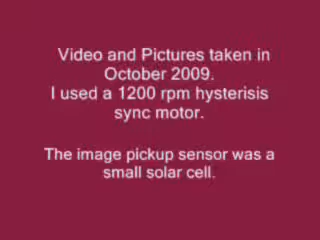 Video and Pictures taken in
October 2009.
I used a 1200 rpm hysterisis
sync motor.
The image pickup sensor was a
small solar cell.